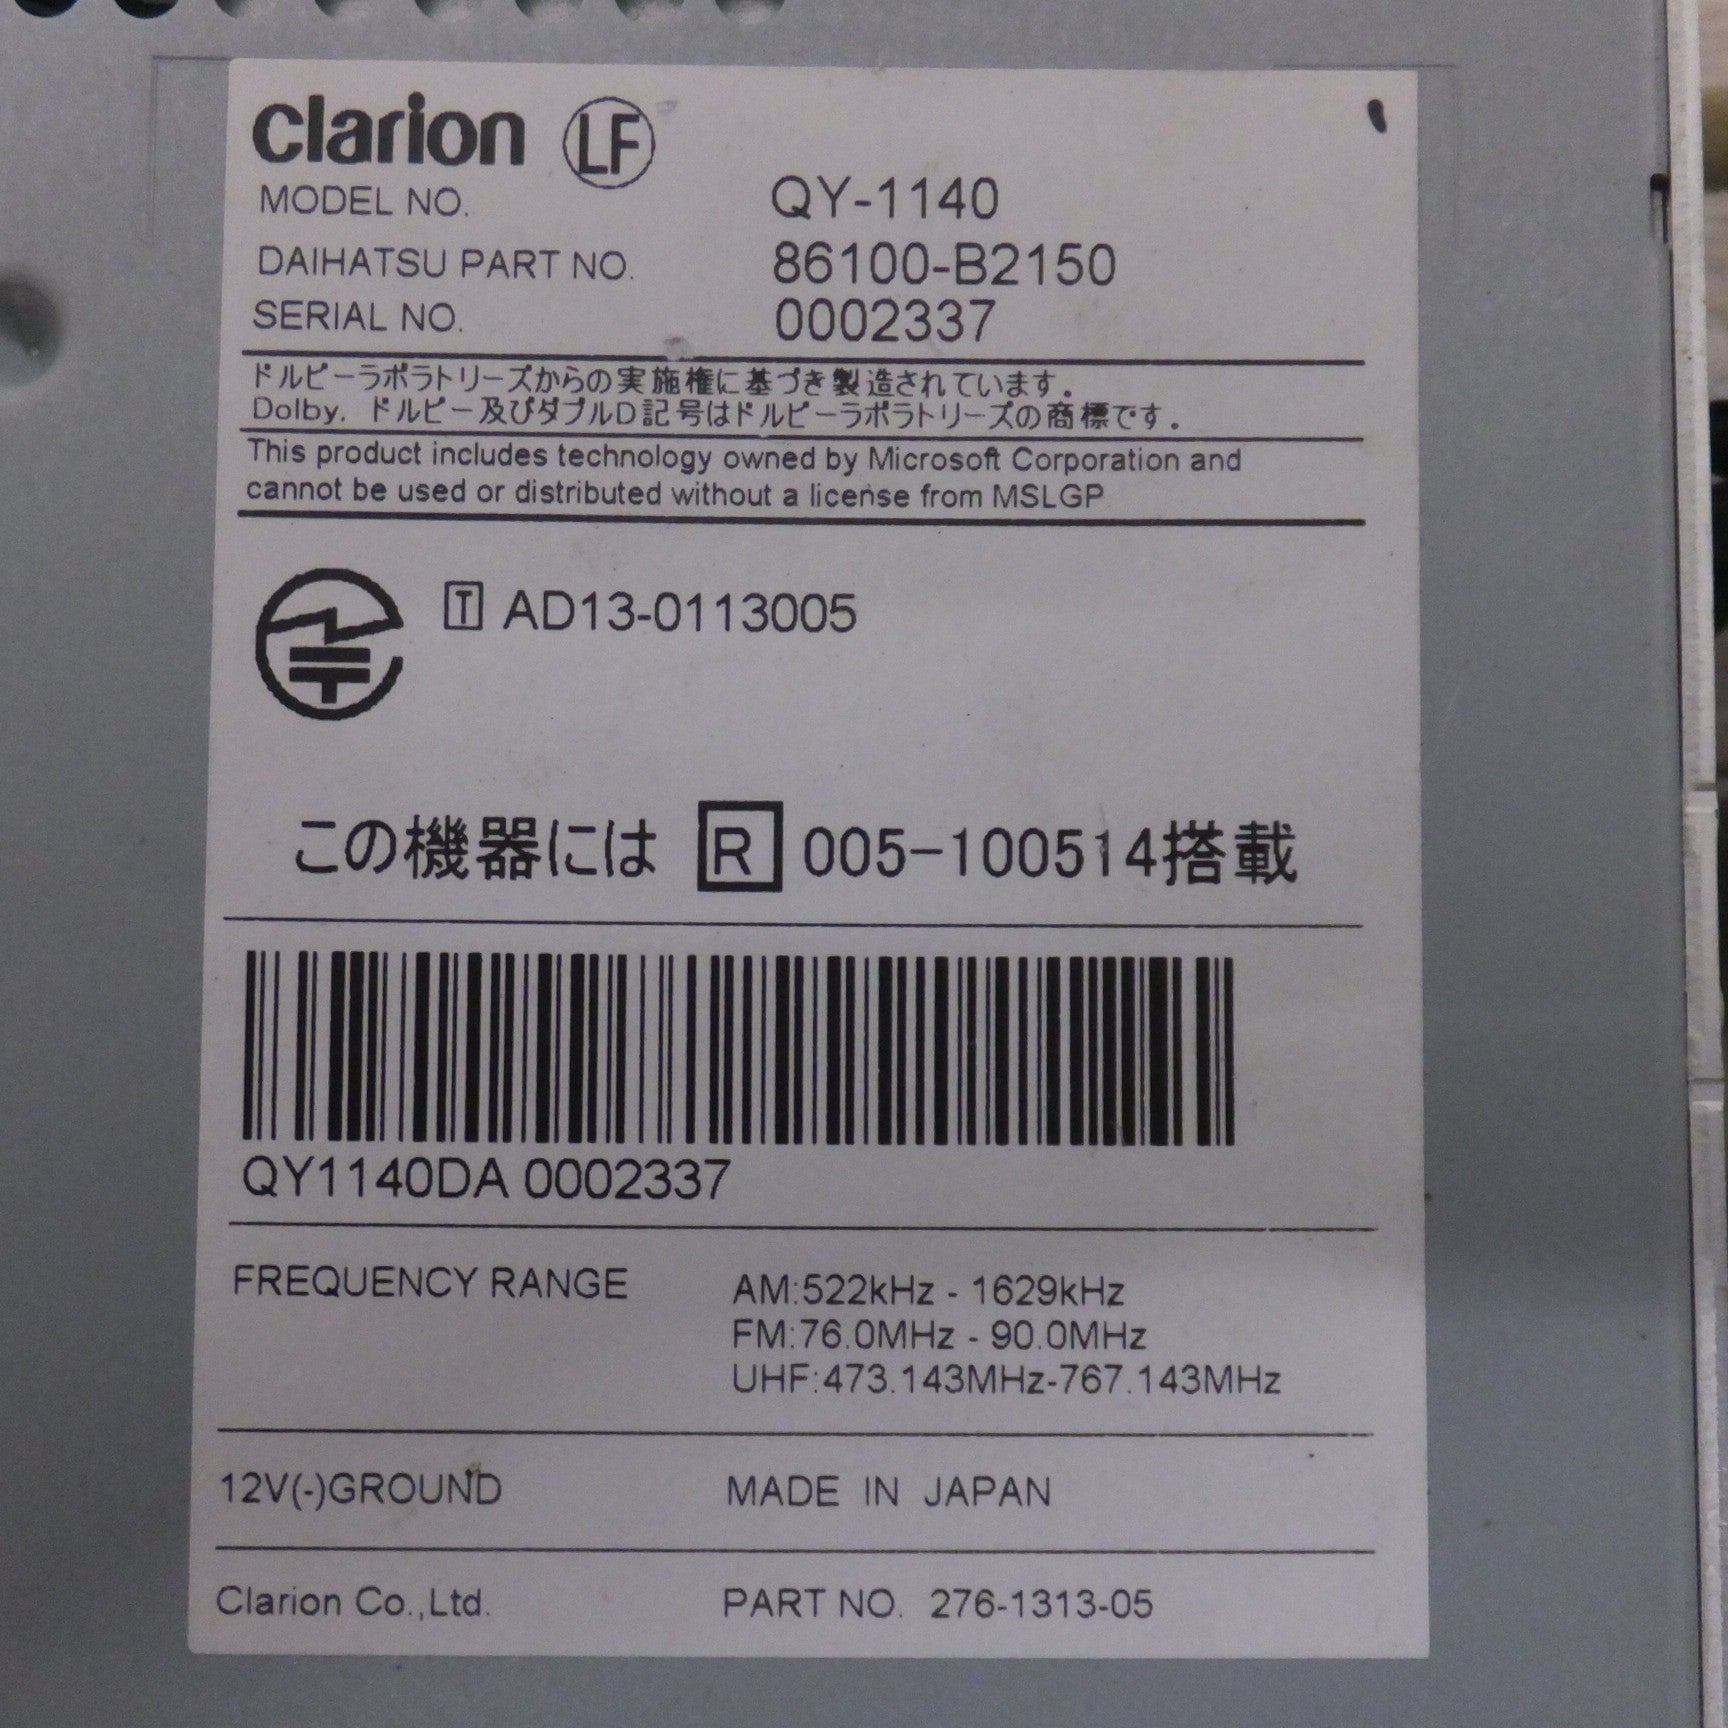 Clarion LF
MODEL NO. QY-1140
DAIHATSU PART NO. 86100-B2150
SERIAL NO. 0002337
ドルビーラボラトリーズからの実施権に基づき製造されています.
Dolby, ドルビー及びダブルD記号はドルビーラボラトリーズの商標です.
This product includes technology owned by Microsoft Corporation and
cannot be used or distributed without a license from MSLGP
T AD13-0113005
この機器には R 005-100514搭載
QY1140DA 0002337
FREQUENCY RANGE AM:522kHz - 1629kHz
FM:76.0MHz - 90.0MHz
UHF:473.143MHz-767.143MHz
12V(-)GROUND MADE IN JAPAN
Clarion Co.,Ltd. PART NO. 276-1313-05